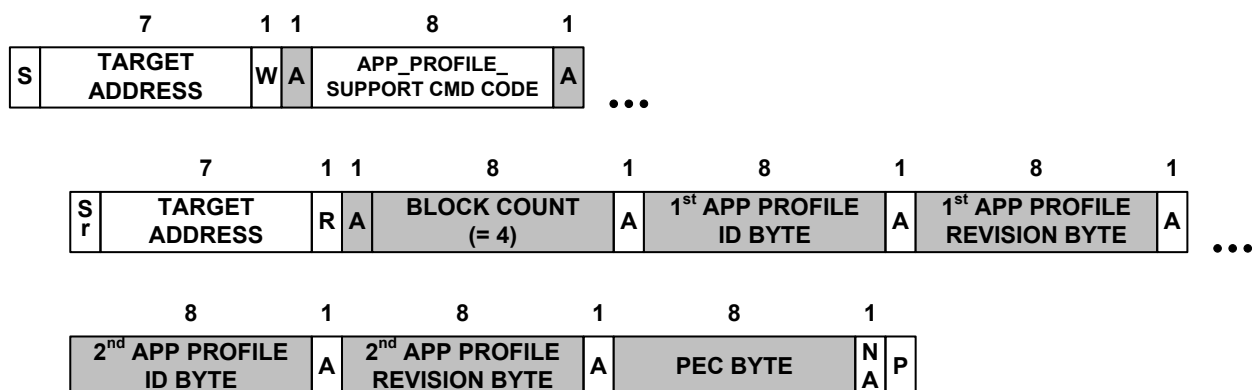 7 1 1 8 1
S TARGET ADDRESS W A APP_PROFILE_ SUPPORT CMD CODE A •••
7 1 1 8 1 8 1 8 1
Sr TARGET ADDRESS R A BLOCK COUNT (= 4) A 1st APP PROFILE ID BYTE A 1st APP PROFILE REVISION BYTE A •••
8 1 8 1 8 1
2nd APP PROFILE ID BYTE A 2nd APP PROFILE REVISION BYTE A PEC BYTE NA P